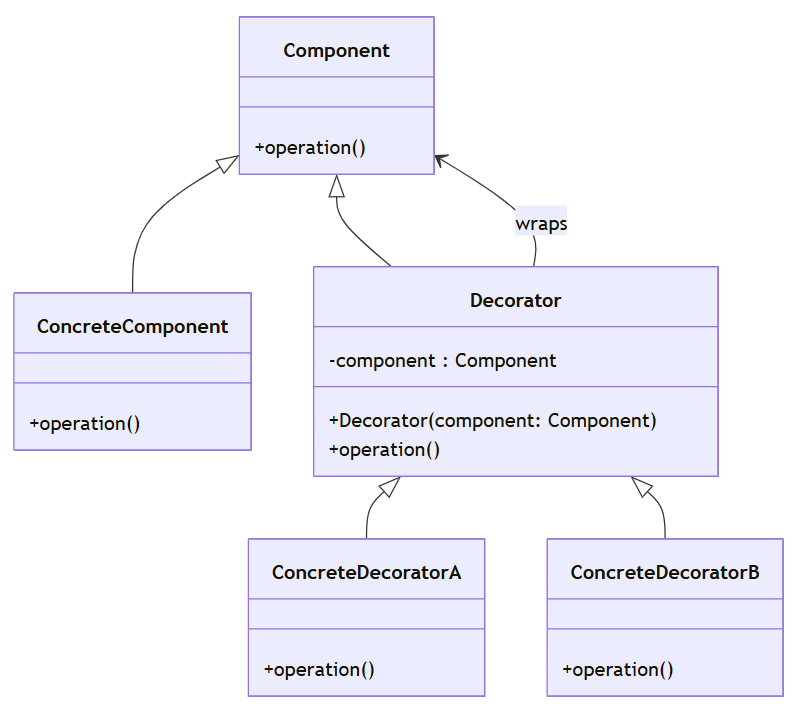 Component
+operation()
wraps
ConcreteComponent
+operation()
Decorator
-component : Component
+Decorator(component: Component)
+operation()
ConcreteDecoratorA
+operation()
ConcreteDecoratorB
+operation()